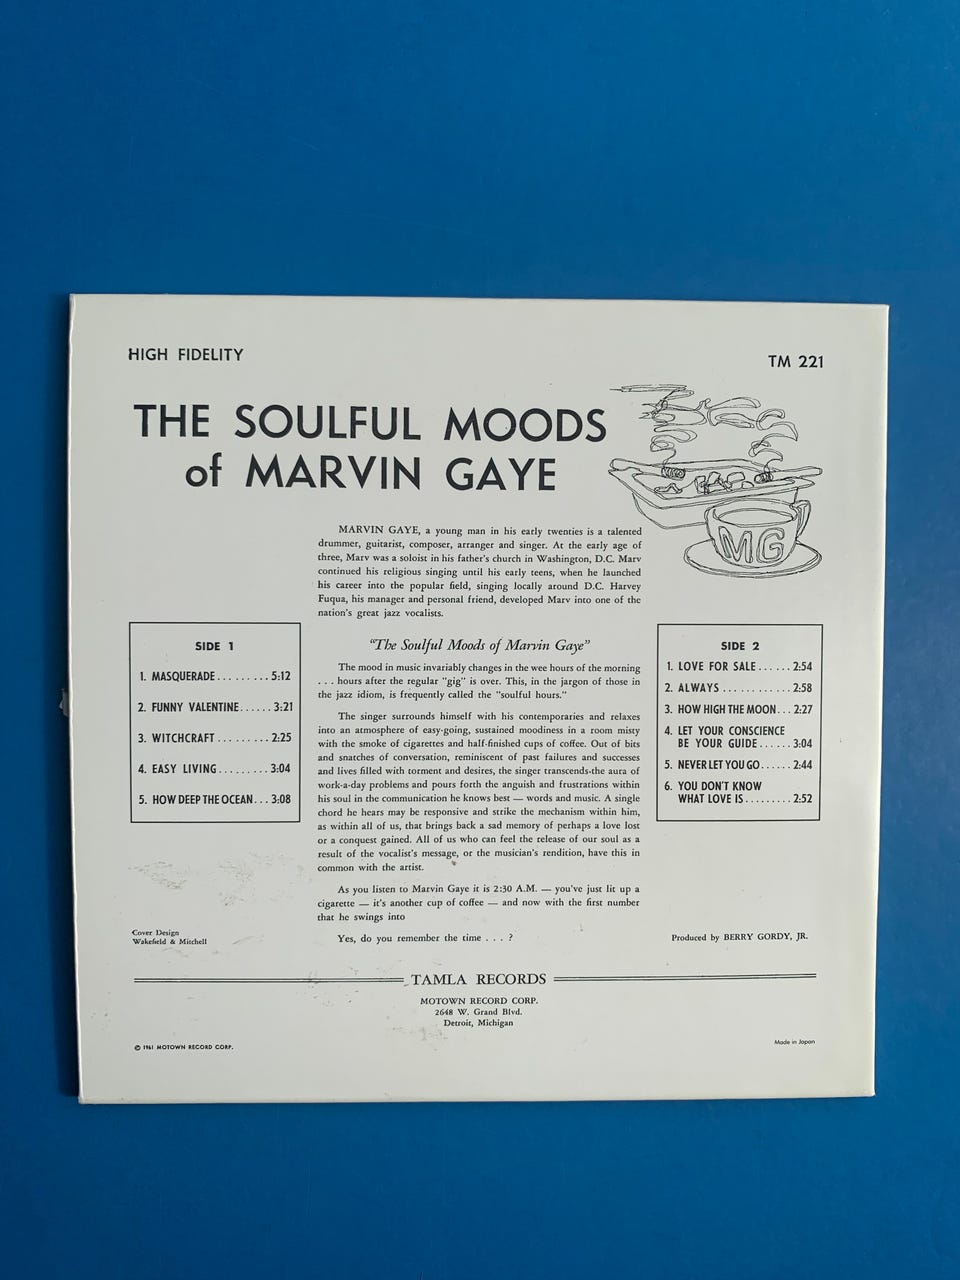 HIGH FIDELITY
TM 221
THE SOULFUL MOODS
of MARVIN GAYE
MG
MARVIN GAYE, a young man in his early twenties is a talented
drummer, guitarist, composer, arranger and singer. At the early age of
three, Marv was a soloist in his father's church in Washington, D.C. Marv
continued his religious singing until his early teens, when he launched
his career into the popular field, singing locally around D.C. Harvey
Fuqua, his manager and personal friend, developed Marv into one of the
nation's great jazz vocalists.
SIDE 1
1. MASQUERADE......... 5:12
2. FUNNY VALENTINE...... 3:21
3. WITCHCRAFT ......... 2:25
4. EASY LIVING......... 3:04
5. HOW DEEP THE OCEAN... 3:08
"The Soulful Moods of Marvin Gaye"
The mood in music invariably changes in the wee hours of the morning
. . . hours after the regular "gig" is over. This, in the jargon of those in
the jazz idiom, is frequently called the "soulful hours."
The singer surrounds himself with his contemporaries and relaxes
into an atmosphere of easy-going, sustained moodiness in a room misty
with the smoke of cigarettes and half-finished cups of coffee. Out of bits
and snatches of conversation, reminiscent of past failures and successes
and lives filled with torment and desires, the singer transcends-the aura of
work-a-day problems and pours forth the anguish and frustrations within
his soul in the communication he knows best — words and music. A single
chord he hears may be responsive and strike the mechanism within him,
as within all of us, that brings back a sad memory of perhaps a love lost
or a conquest gained. All of us who can feel the release of our soul as a
result of the vocalist's message, or the musician's rendition, have this in
common with the artist.
As you listen to Marvin Gaye it is 2:30 A.M. — you've just lit up a
cigarette — it's another cup of coffee — and now with the first number
that he swings into
Yes, do you remember the time . . . ?
SIDE 2
1. LOVE FOR SALE ...... 2:54
2. ALWAYS ............ 2:58
3. HOW HIGH THE MOON... 2:27
4. LET YOUR CONSCIENCE
BE YOUR GUIDE...... 3:04
5. NEVER LET YOU GO...... 2:44
6. YOU DON'T KNOW
WHAT LOVE IS......... 2:52
Cover Design
Wakefield & Mitchell
Produced by BERRY GORDY, JR.
TAMLA RECORDS
MOTOWN RECORD CORP.
2648 W. Grand Blvd.
Detroit, Michigan
© 1961 MOTOWN RECORD CORP.
Made in Japan